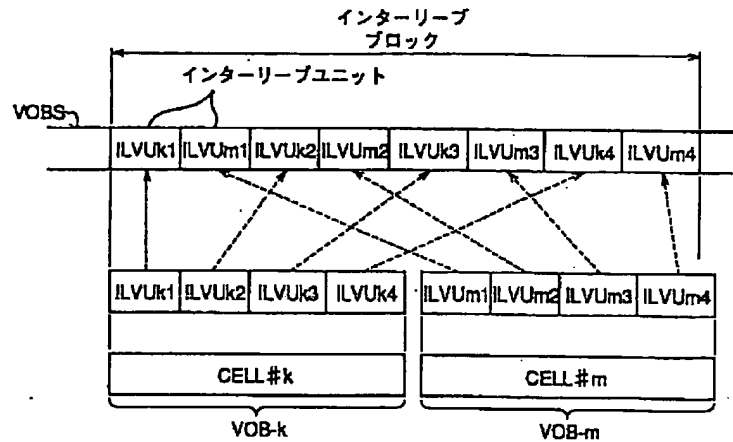 インターリーブ
ブロック
インターリーブユニット
VOBS
ILVUk1 ILVUm1 ILVUk2 ILVUm2 ILVUk3 ILVUm3 ILVUk4 ILVUm4
ILVUk1 ILVUk2 ILVUk3 ILVUk4 ILVUm1 ILVUm2 ILVUm3 ILVUm4
CELL#k CELL#m
VOB-k VOB-m